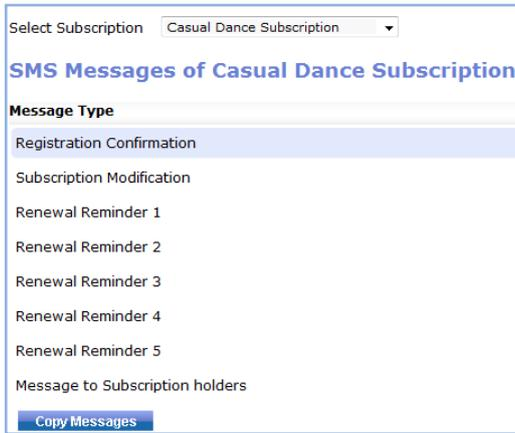 Select Subscription Casual Dance Subscription
SMS Messages of Casual Dance Subscription
Message Type
Registration Confirmation
Subscription Modification
Renewal Reminder 1
Renewal Reminder 2
Renewal Reminder 3
Renewal Reminder 4
Renewal Reminder 5
Message to Subscription holders
Copy Messages